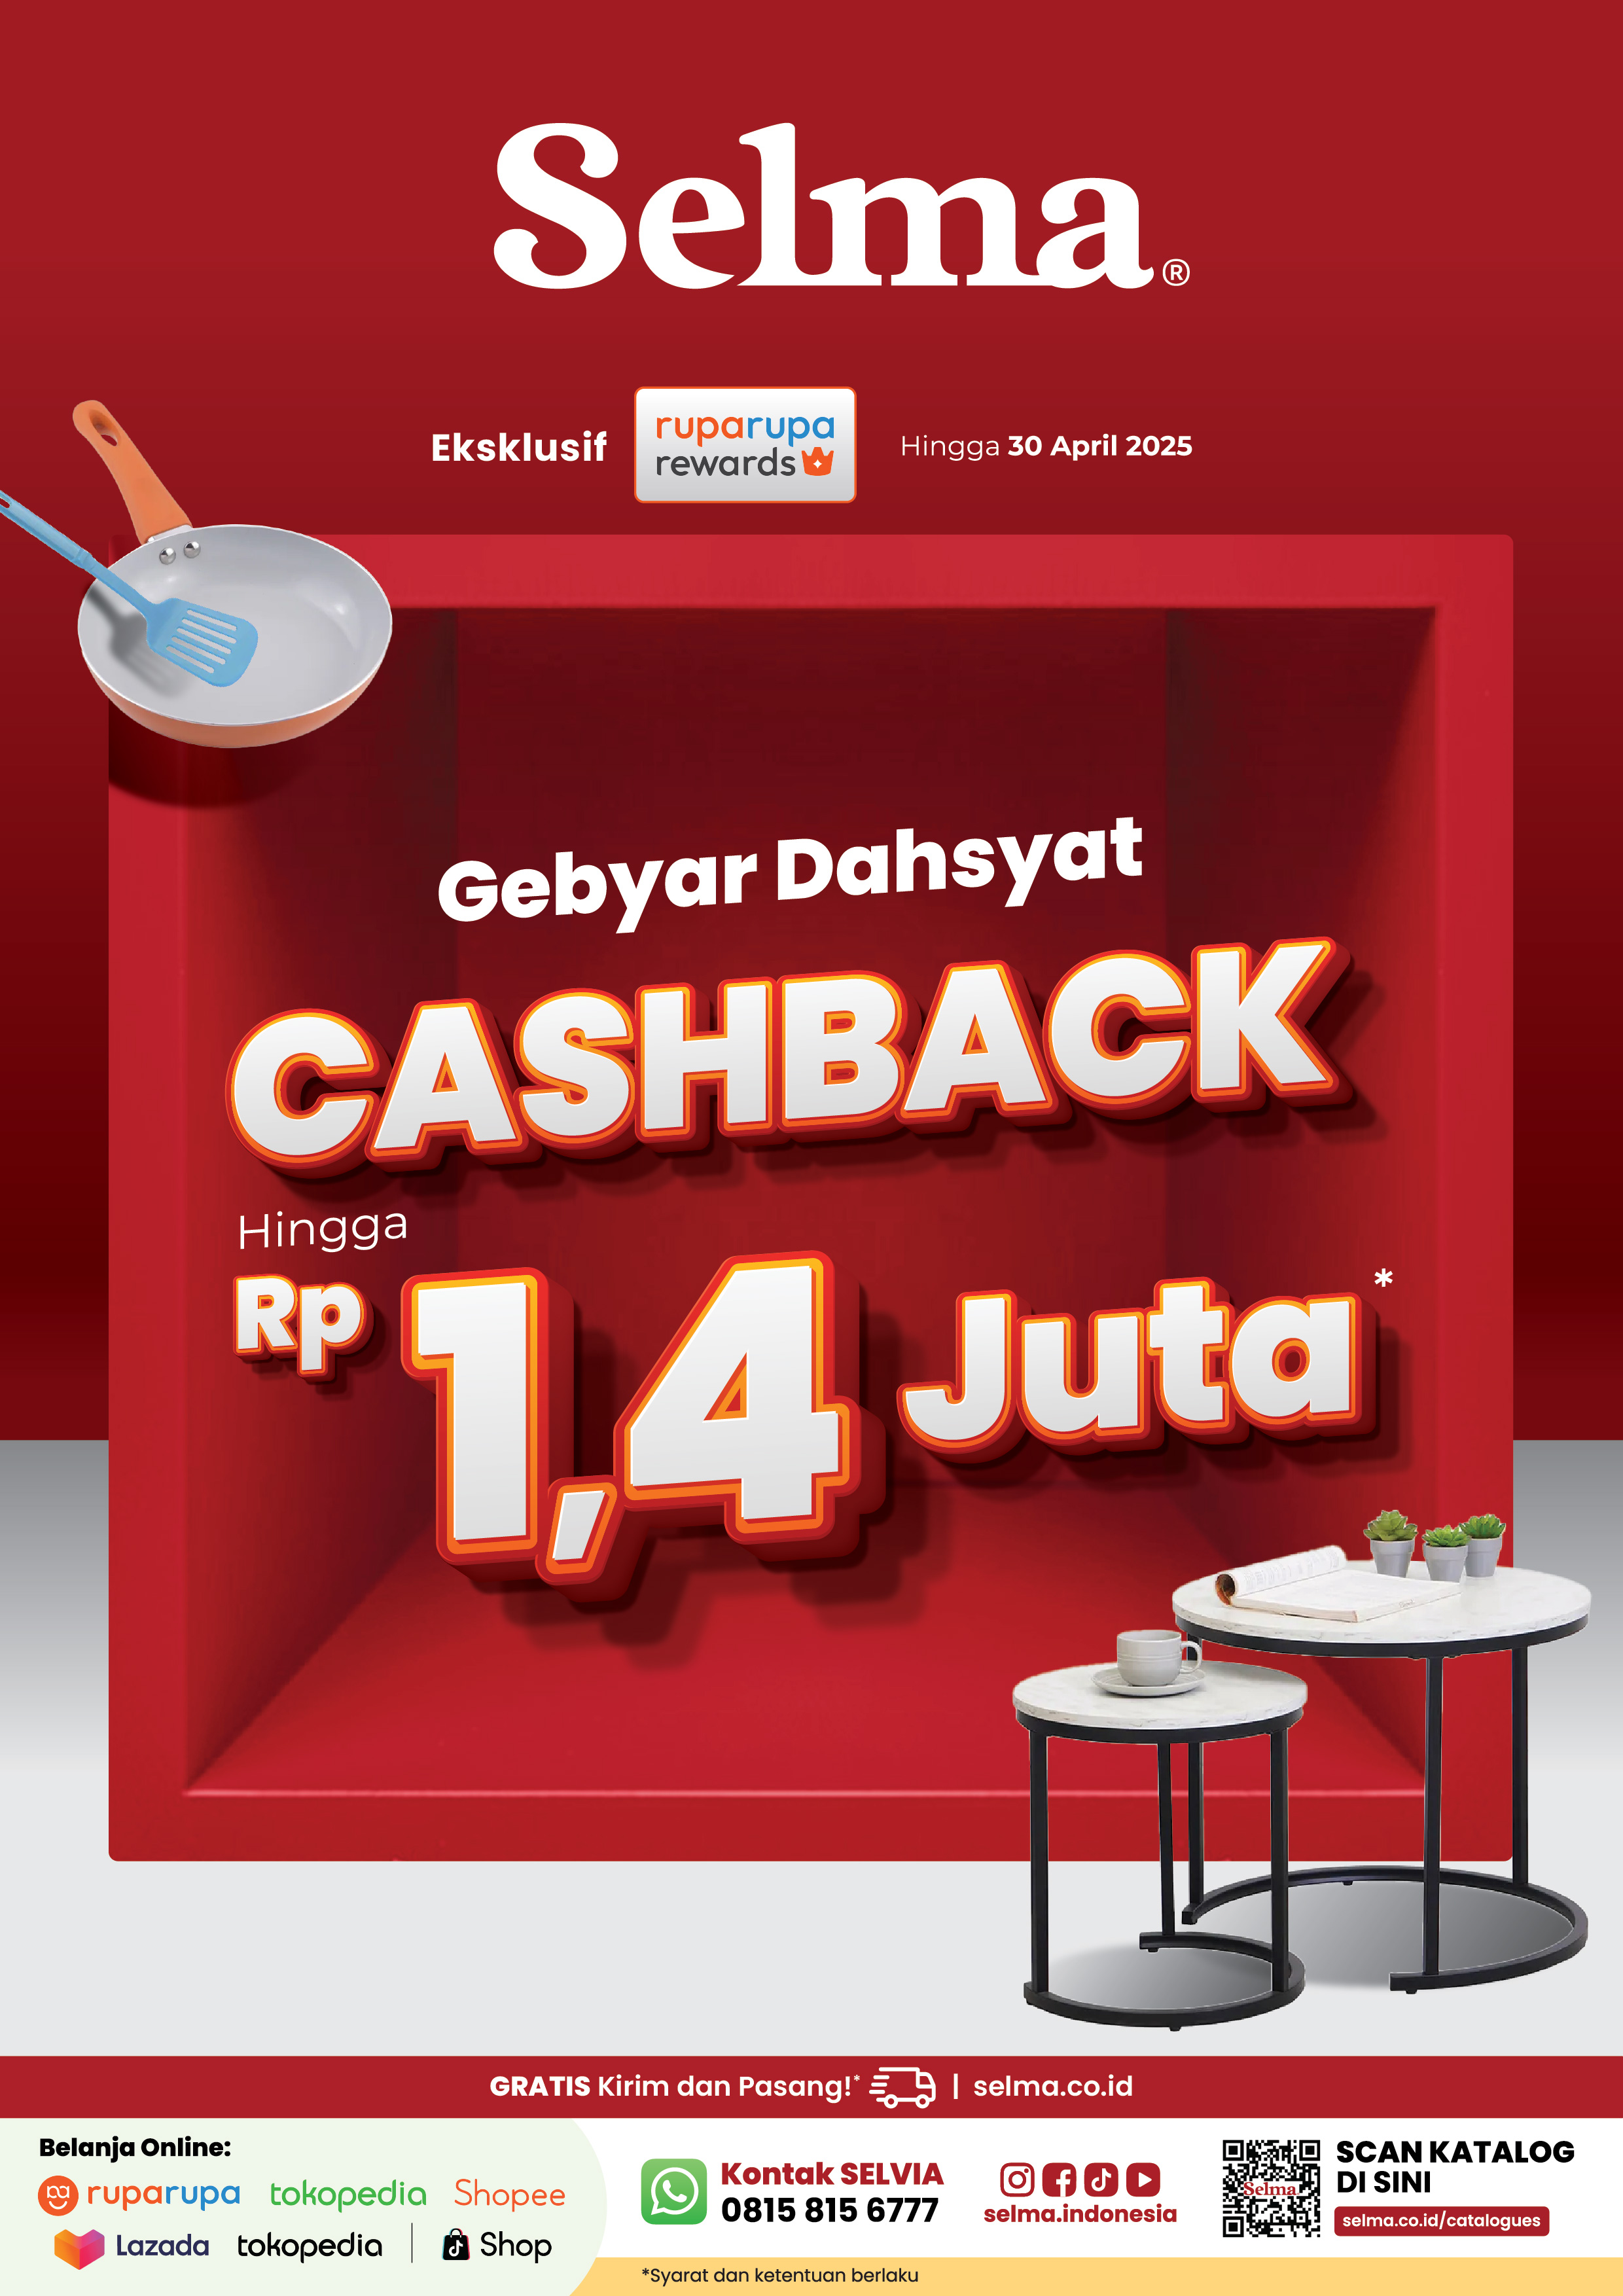 Selma®
Eksklusif ruparupa rewards Hingga 30 April 2025
Gebyar Dahsyat
CASHBACK
Hingga
Rp 1,4 Juta*
GRATIS Kirim dan Pasang!* | selma.co.id
Belanja Online:
ruparupa tokopedia Shopee
Lazada tokopedia | Shop
Kontak SELVIA
0815 815 6777
selma.indonesia
Selma
SCAN KATALOG
DI SINI
selma.co.id/catalogues
*Syarat dan ketentuan berlaku